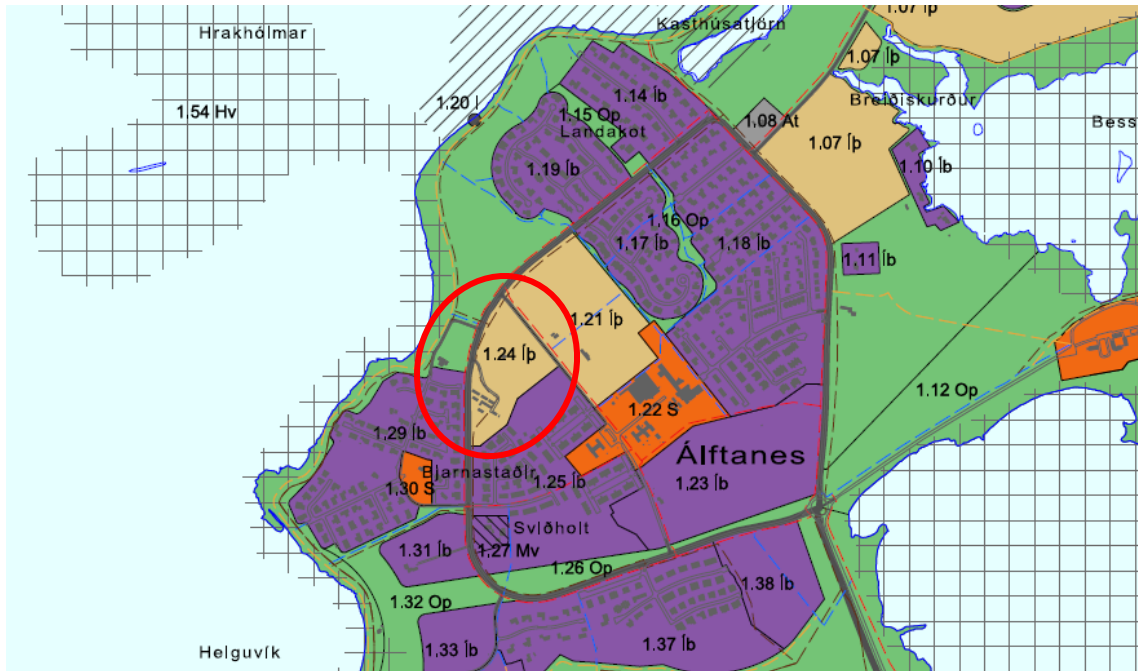 1.07 Íþ
Kasthúsatjörn
Hrakhólmar
1.07 Íþ
1.14 Íb
Breiðiskurður
1.54 Hv
1.20
1.15 Op
1.08 At
Bess
Landakot
1.07 Íþ
1.10 Íb
1.19 Íb
1.16 Op
1.17 Íb
1.18 Íb
1.11 Íb
1.21 Íþ
1.24 Íþ
1.12 Op
1.22 S
1.29 Íb
Álftanes
Bjarnastaðir
1.25 Íb
1.23 Íb
1.30 S
Sviðholt
1.31 Íb
1.27 Mv
1.26 Op
1.38 Íb
1.32 Op
1.37 Íb
1.33 Íb
Helguvík